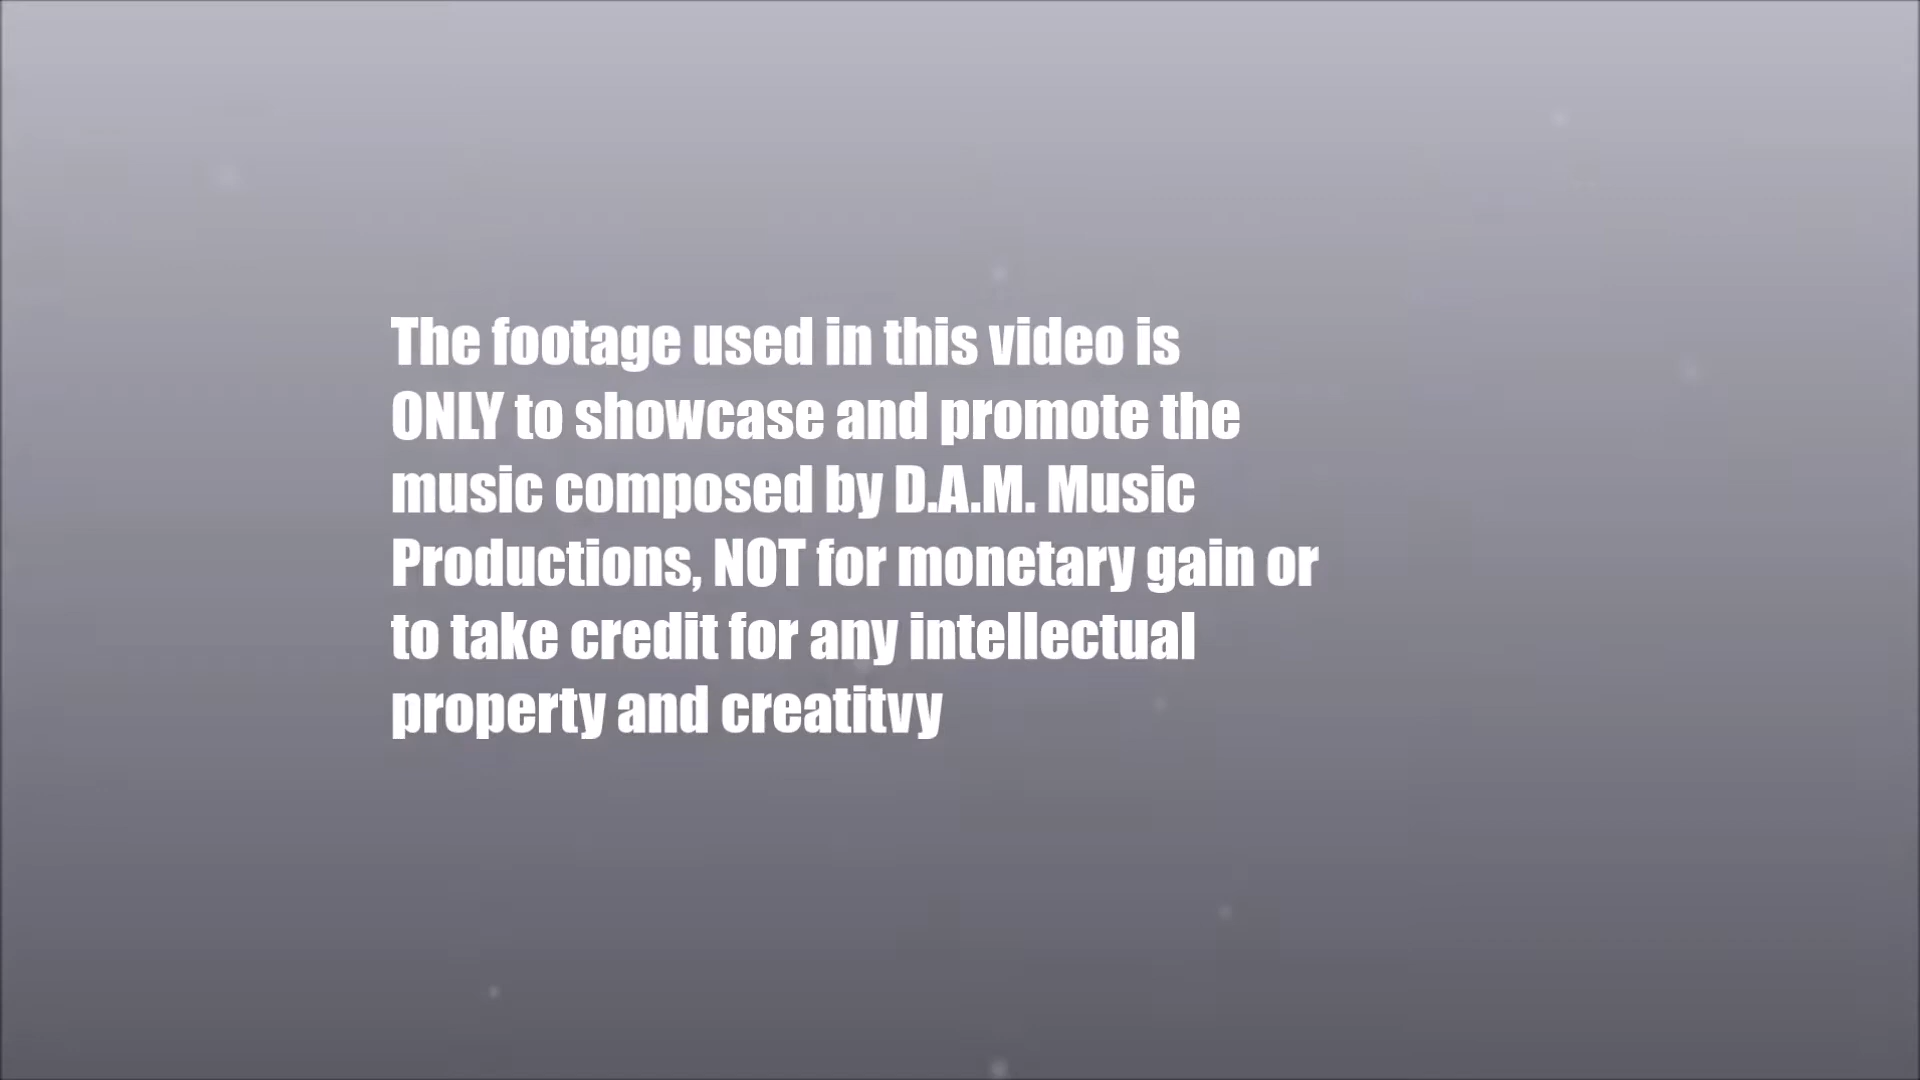 The footage used in this video is
ONLY to showcase and promote the
music composed by D.A.M. Music
Productions, NOT for monetary gain or
to take credit for any intellectual
property and creatitvy